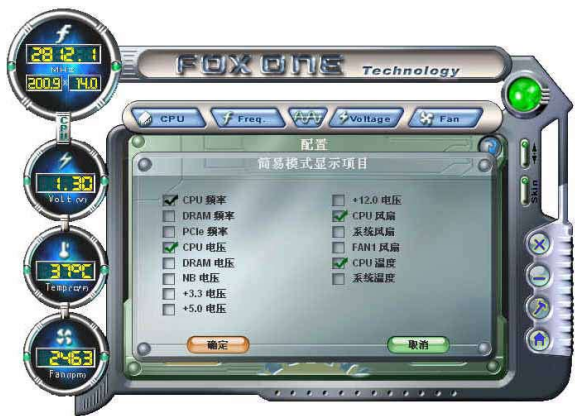 2812.1
MHz
200.9 * 14.0
CPU
1.30
Volt (V)
37°C
Temp (°C/°F)
2463
Fan (rpm)
FOX ONE Technology
CPU Freq. Voltage Fan
配置
简易模式显示项目
CPU 频率
DRAM 频率
PCIe 频率
CPU 电压
DRAM 电压
NB 电压
+3.3 电压
+5.0 电压
+12.0 电压
CPU 风扇
系统风扇
FAN1 风扇
CPU 温度
系统温度
确定 取消
Skin